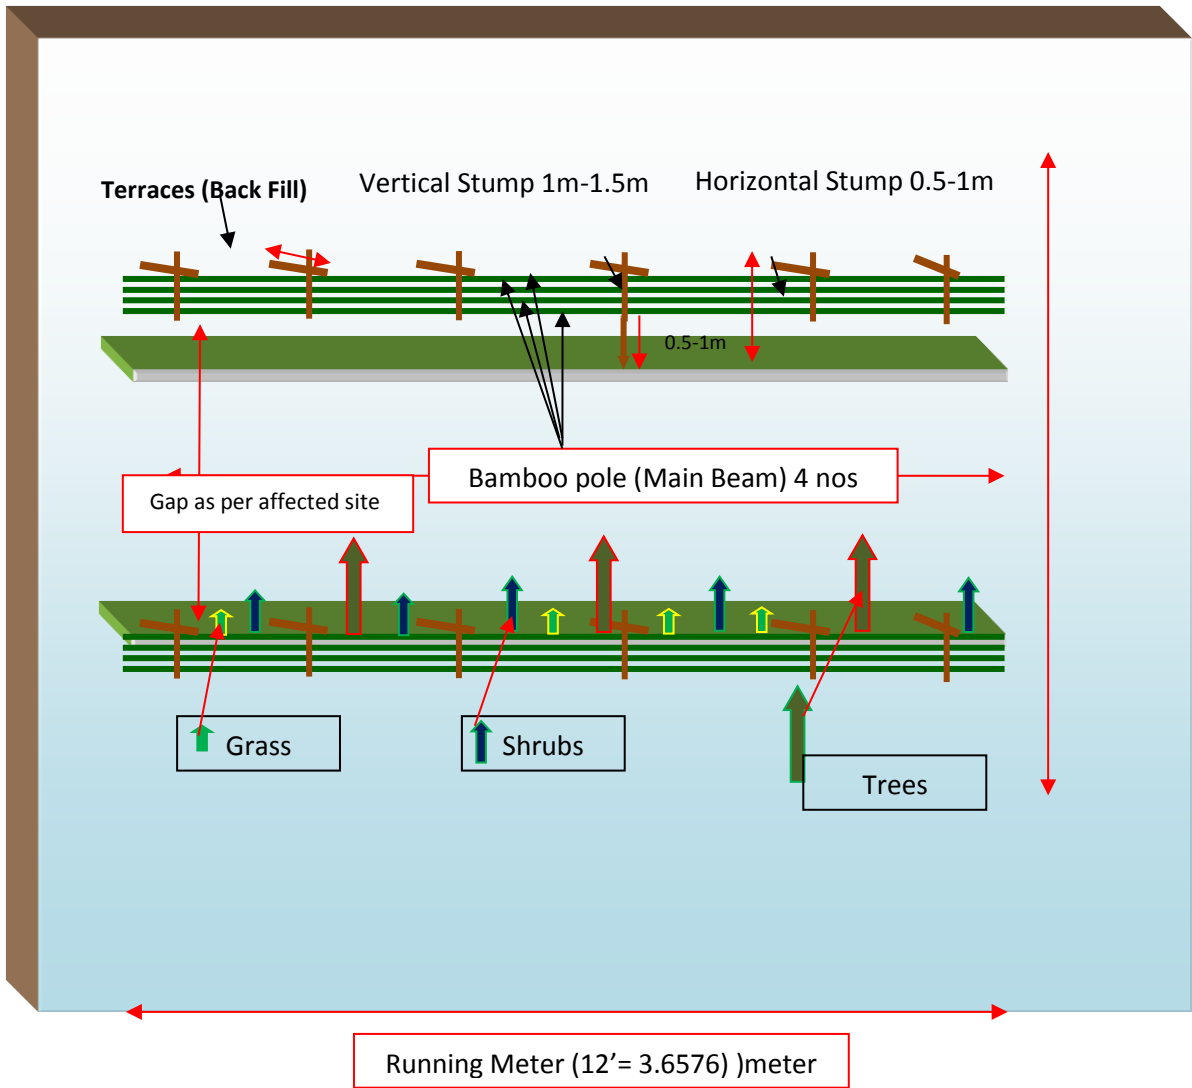 Terraces (Back Fill)
Vertical Stump 1m-1.5m
Horizontal Stump 0.5-1m
0.5-1m
Bamboo pole (Main Beam) 4 nos
Gap as per affected site
Grass
Shrubs
Trees
Running Meter (12’= 3.6576) )meter